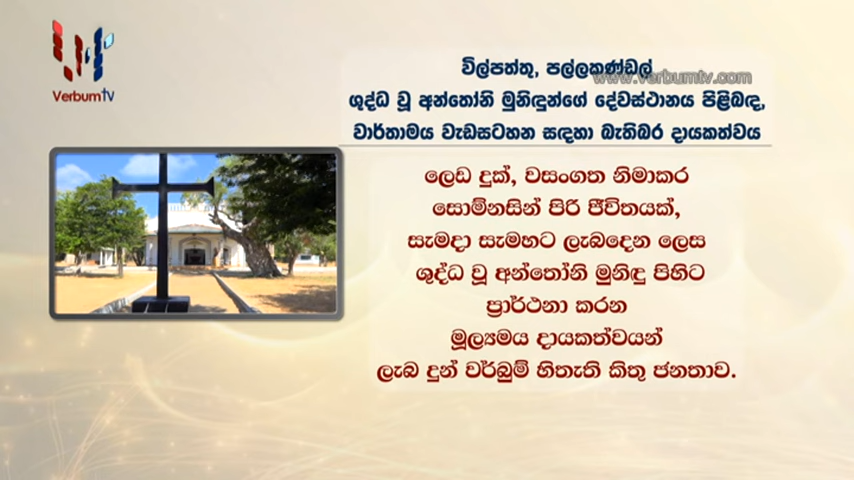 VerbumTV
www.verbumtv.com
විල්පත්තු, පල්ලකණ්ඩල්
ශුද්ධ වූ අන්තෝනි මුනිඳුන්ගේ දේවස්ථානය පිළිබඳ,
වාර්තාමය වැඩසටහන සඳහා බැතිබර දායකත්වය
ලෙඩ දුක්, වසංගත නිමාකර
සොම්නසින් පිරි ජීවිතයක්,
සැමදා සැමහට ලැබදෙන ලෙස
ශුද්ධ වූ අන්තෝනි මුනිඳු පිහිට
ප්‍රාර්ථනා කරන
මූල්‍යමය දායකත්වයන්
ලැබ දුන් වර්බුම් හිතැති කිතු ජනතාව.